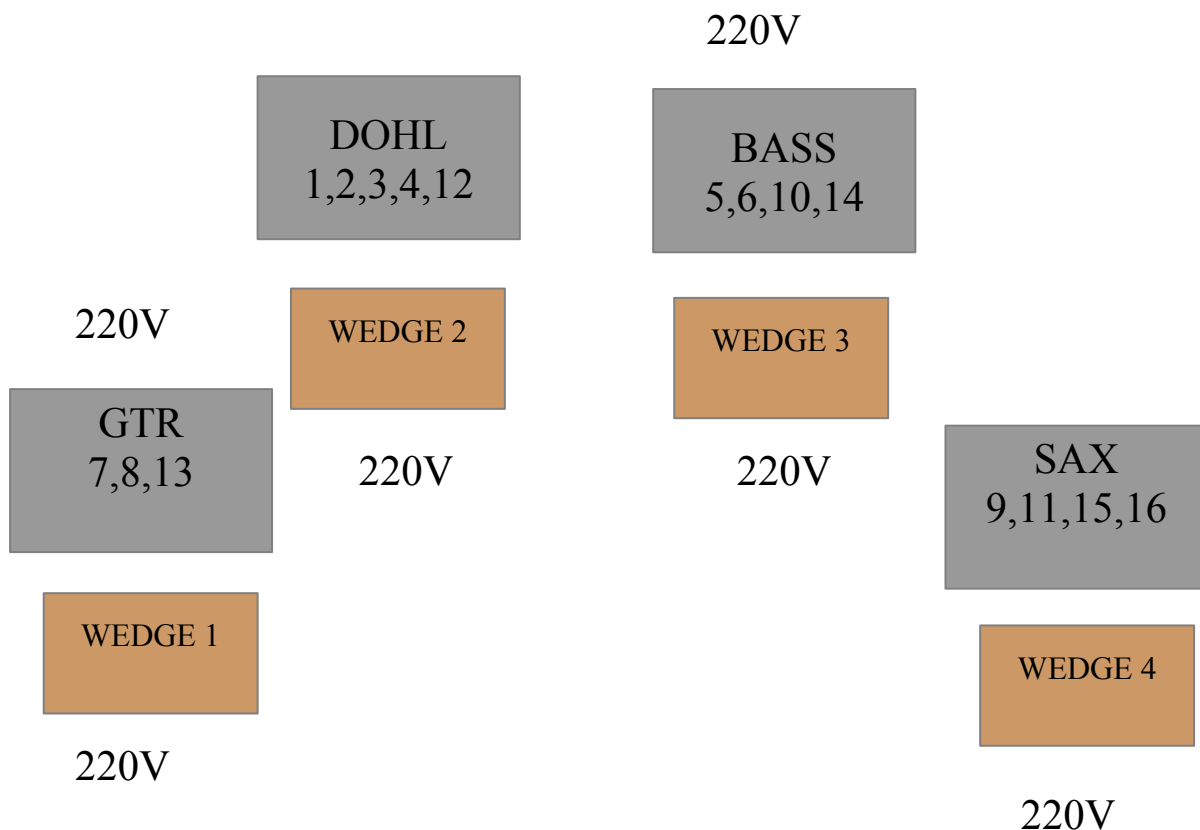 220V
DOHL
1,2,3,4,12
BASS
5,6,10,14
220V
WEDGE 2
WEDGE 3
GTR
7,8,13
220V
220V
SAX
9,11,15,16
WEDGE 1
WEDGE 4
220V
220V